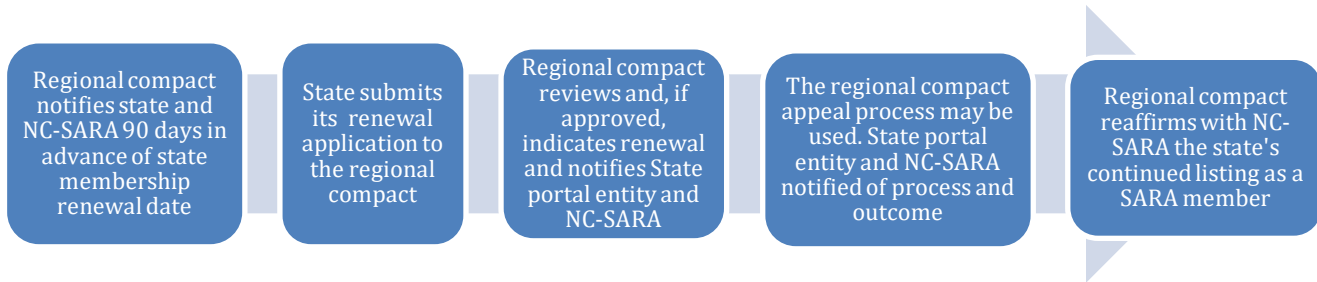 Regional compact
notifies state and
NC-SARA 90 days in
advance of state
membership
renewal date
State submits
its renewal
application to
the regional
compact
Regional compact
reviews and, if
approved,
indicates renewal
and notifies State
portal entity and
NC-SARA
The regional compact
appeal process may be
used. State portal
entity and NC-SARA
notified of process and
outcome
Regional compact
reaffirms with NC-
SARA the state's
continued listing as a
SARA member